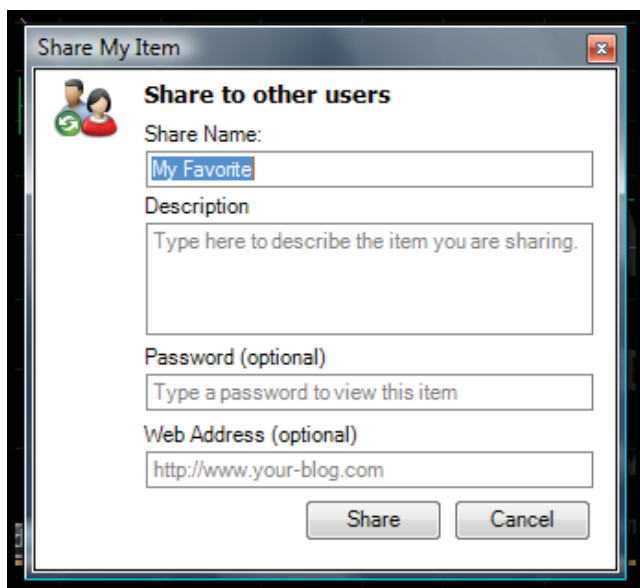 Share My Item
Share to other users
Share Name:
My Favorite
Description
Type here to describe the item you are sharing.
Password (optional)
Type a password to view this item
Web Address (optional)
http://www.your-blog.com
Share Cancel